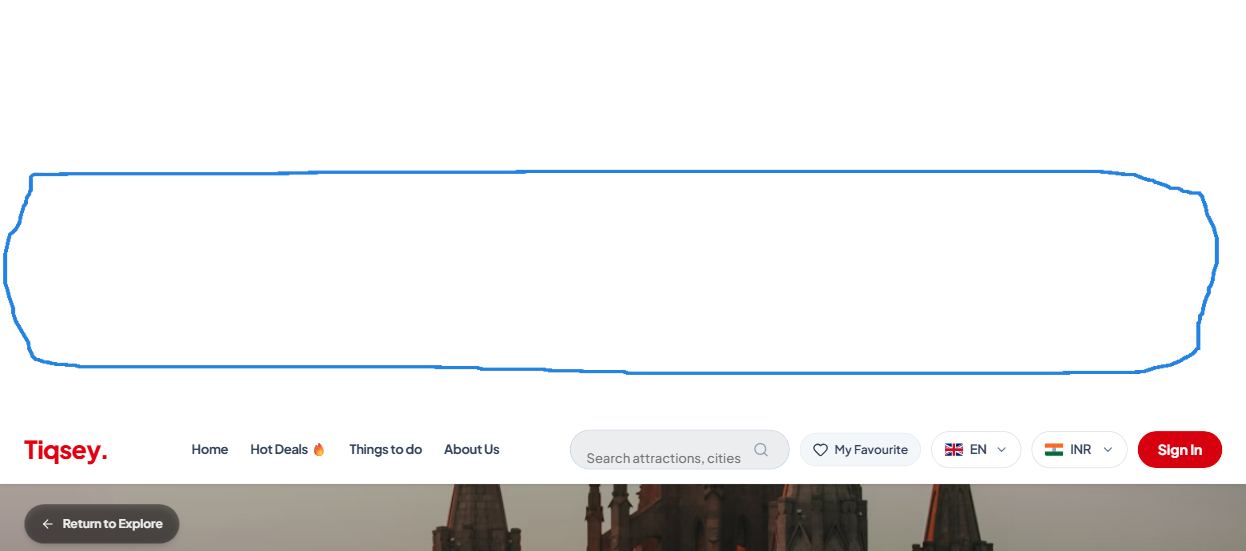 Tiqsey.
Home Hot Deals Things to do About Us
Search attractions, cities
My Favourite
EN
INR
Sign In
Return to Explore